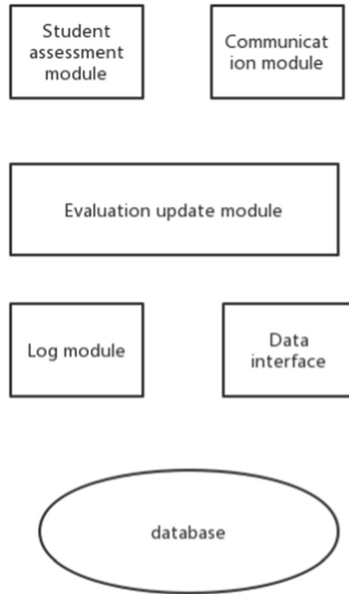 Student
assessment
module
Communicat
ion module
Evaluation update module
Log module
Data
interface
database